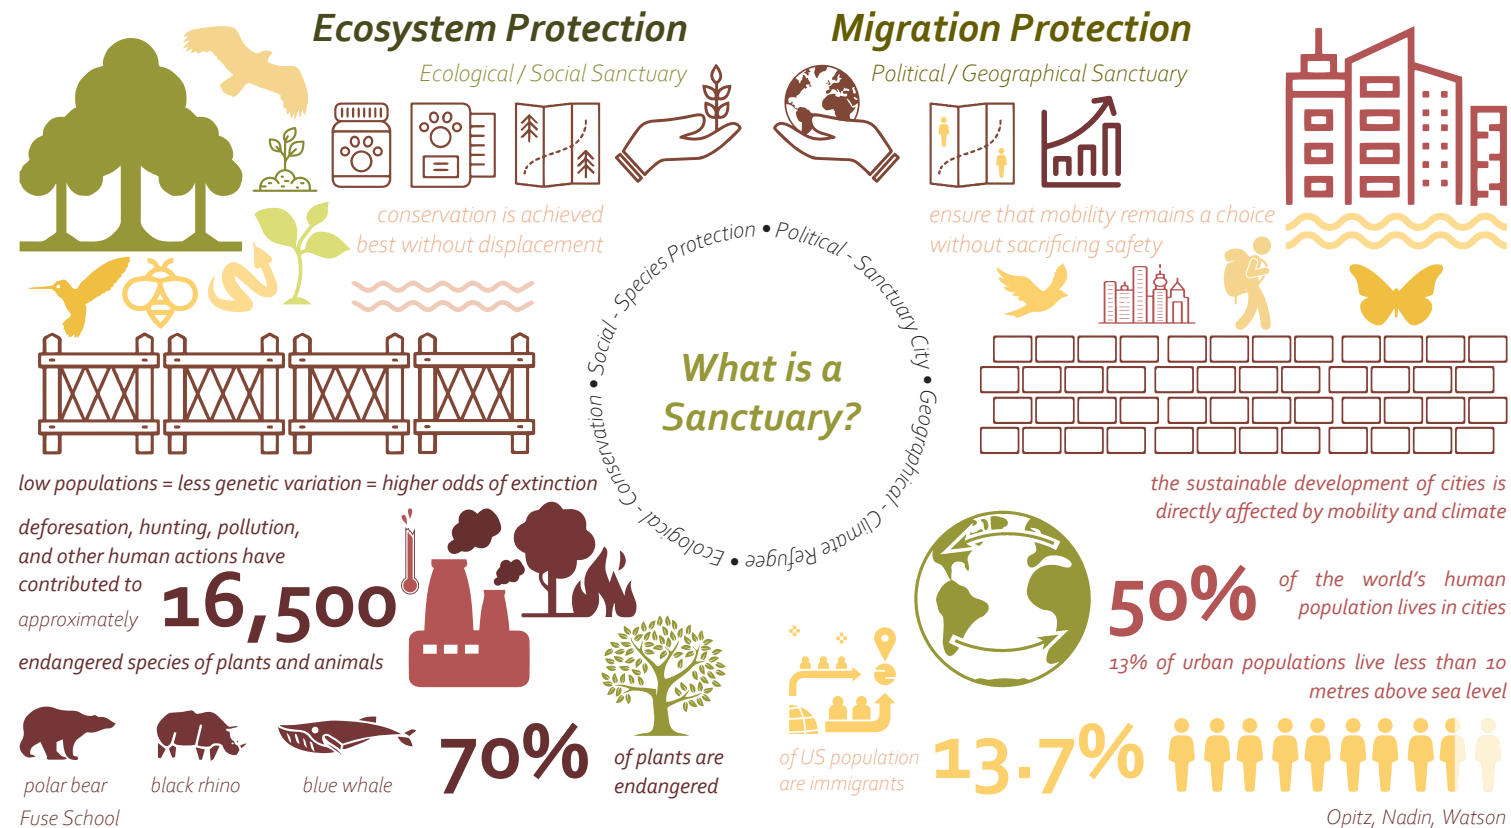 Ecosystem Protection
Ecological / Social Sanctuary
conservation is achieved
best without displacement
low populations = less genetic variation = higher odds of extinction
deforesation, hunting, pollution,
and other human actions have
contributed to
approximately
16,500
endangered species of plants and animals
polar bear
black rhino
blue whale
70%
of plants are
endangered
Fuse School
What is a
Sanctuary?
Political - Sanctuary City • Geographical - Climate Refugee • Ecological - Conservation • Social - Species Protection •
Migration Protection
Political / Geographical Sanctuary
ensure that mobility remains a choice
without sacrificing safety
the sustainable development of cities is
directly affected by mobility and climate
50%
of the world's human
population lives in cities
13% of urban populations live less than 10
metres above sea level
of US population
are immigrants
13.7%
Opitz, Nadin, Watson